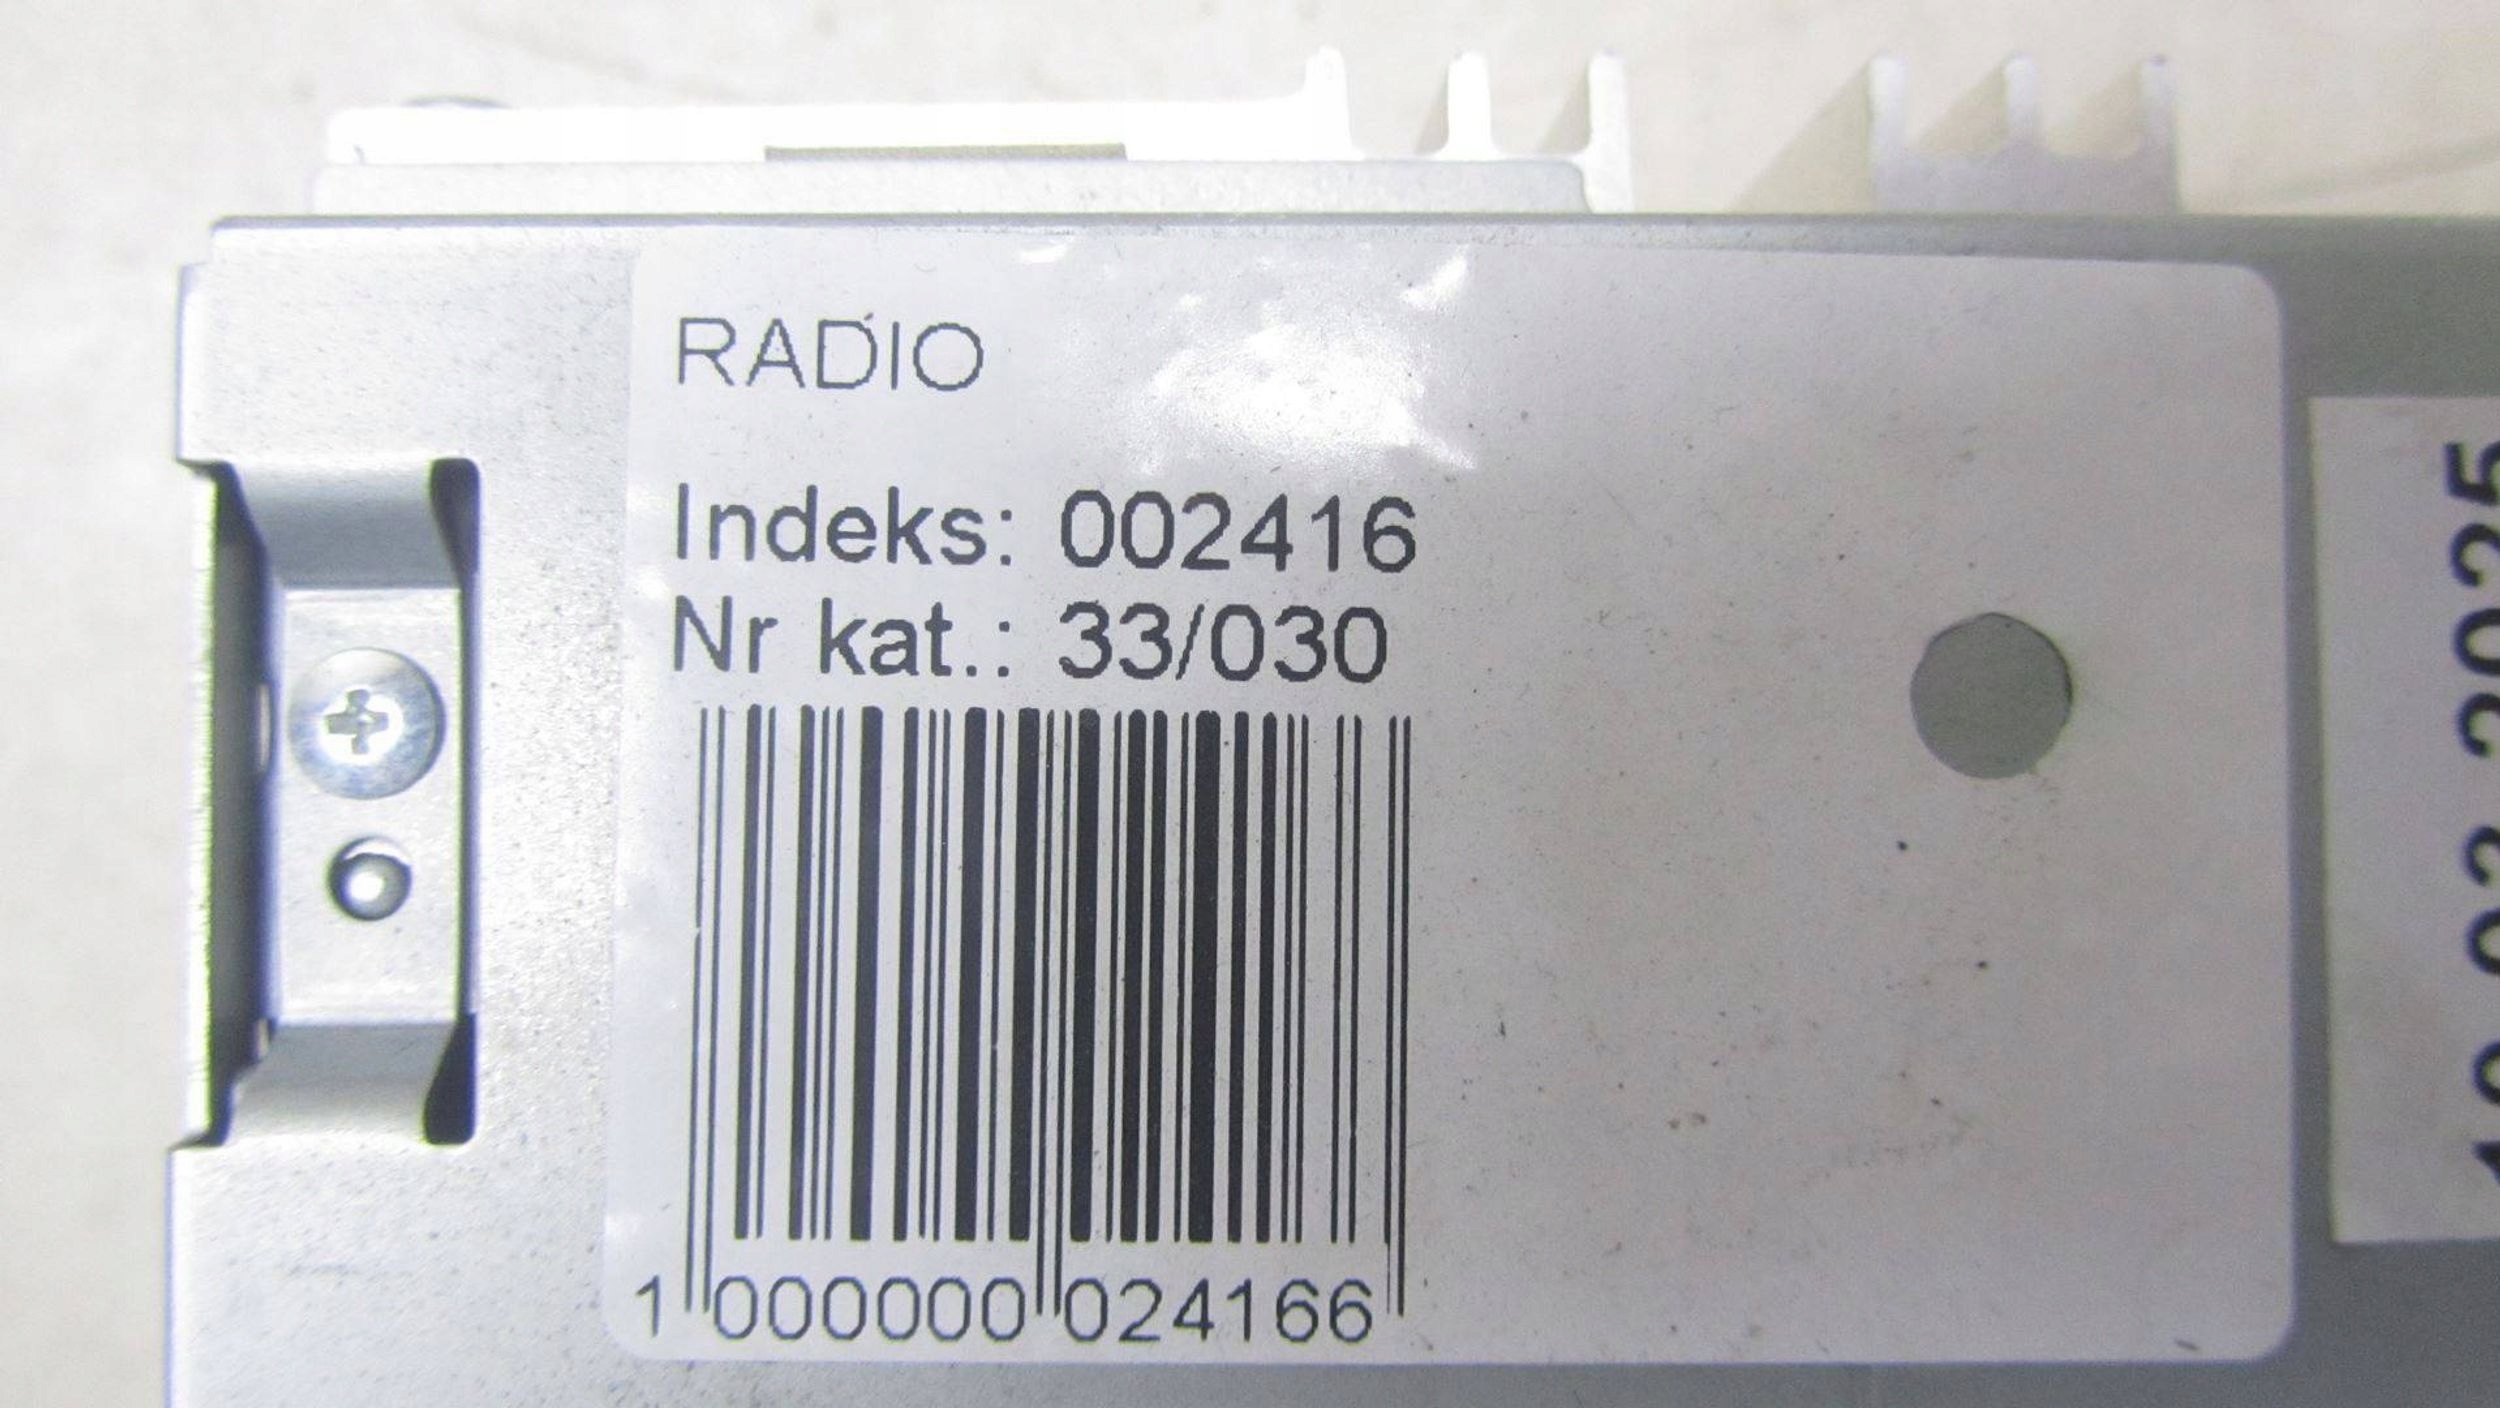 RADIO
Indeks: 002416
Nr kat.: 33/030
1 000000 024166